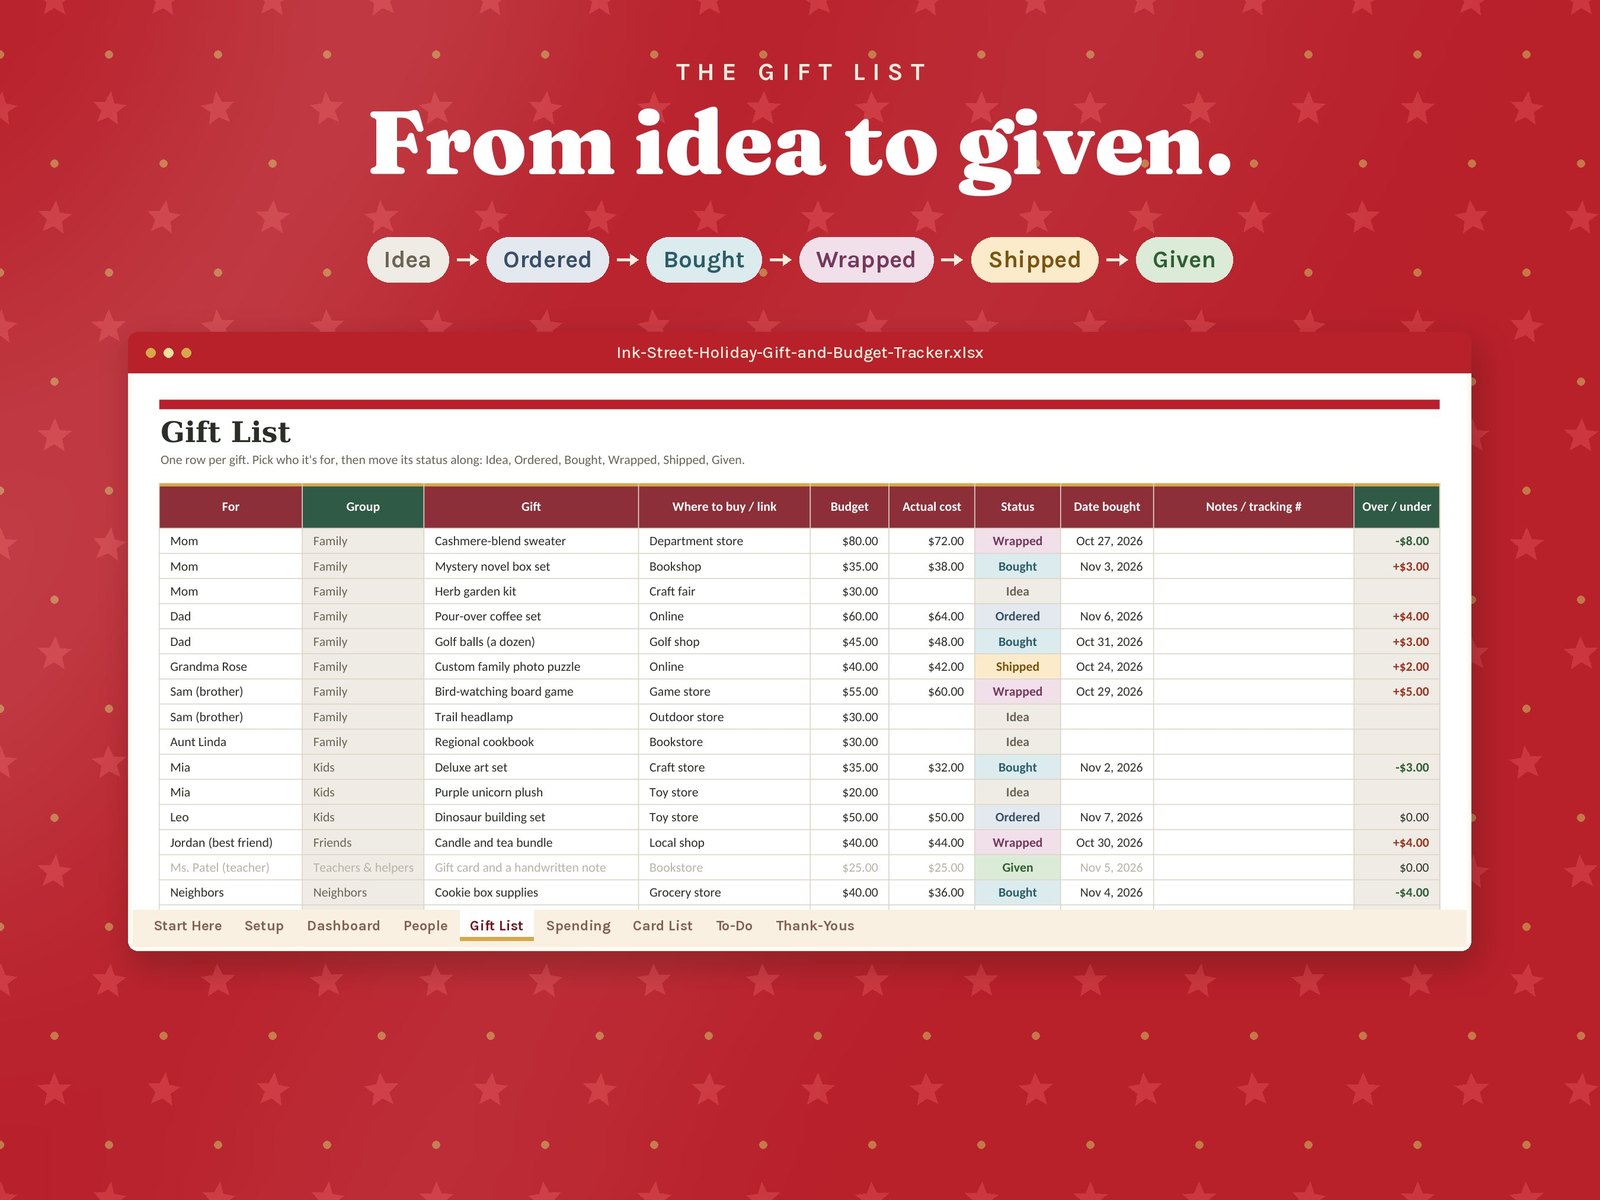 THE GIFT LIST
From idea to given.
Idea → Ordered → Bought → Wrapped → Shipped → Given
Ink-Street-Holiday-Gift-and-Budget-Tracker.xlsx
Gift List
One row per gift. Pick who it's for, then move its status along: Idea, Ordered, Bought, Wrapped, Shipped, Given.
For Group Gift Where to buy / link Budget Actual cost Status Date bought Notes / tracking # Over / under
Mom Family Cashmere-blend sweater Department store $80.00 $72.00 Wrapped Oct 27, 2026 -$8.00
Mom Family Mystery novel box set Bookshop $35.00 $38.00 Bought Nov 3, 2026 +$3.00
Mom Family Herb garden kit Craft fair $30.00 Idea
Dad Family Pour-over coffee set Online $60.00 $64.00 Ordered Nov 6, 2026 +$4.00
Dad Family Golf balls (a dozen) Golf shop $45.00 $48.00 Bought Oct 31, 2026 +$3.00
Grandma Rose Family Custom family photo puzzle Online $40.00 $42.00 Shipped Oct 24, 2026 +$2.00
Sam (brother) Family Bird-watching board game Game store $55.00 $60.00 Wrapped Oct 29, 2026 +$5.00
Sam (brother) Family Trail headlamp Outdoor store $30.00 Idea
Aunt Linda Family Regional cookbook Bookstore $30.00 Idea
Mia Kids Deluxe art set Craft store $35.00 $32.00 Bought Nov 2, 2026 -$3.00
Mia Kids Purple unicorn plush Toy store $20.00 Idea
Leo Kids Dinosaur building set Toy store $50.00 $50.00 Ordered Nov 7, 2026 $0.00
Jordan (best friend) Friends Candle and tea bundle Local shop $40.00 $44.00 Wrapped Oct 30, 2026 +$4.00
Ms. Patel (teacher) Teachers & helpers Gift card and a handwritten note Bookstore $25.00 $25.00 Given Nov 5, 2026 $0.00
Neighbors Neighbors Cookie box supplies Grocery store $40.00 $36.00 Bought Nov 4, 2026 -$4.00
Start Here Setup Dashboard People Gift List Spending Card List To-Do Thank-Yous